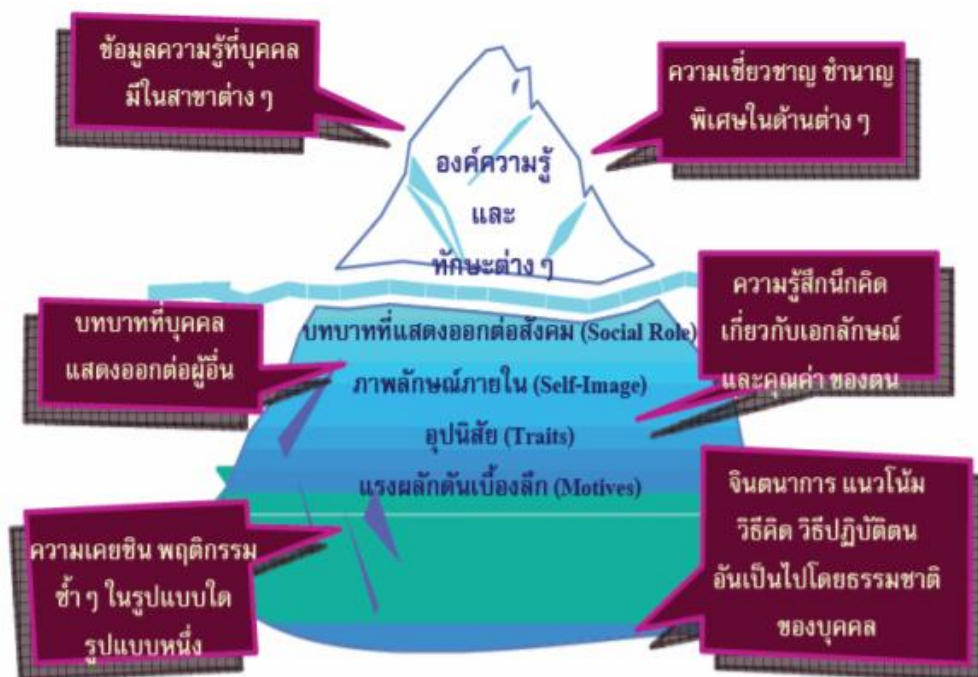 ข้อมูลความรู้ที่บุคคล
มีในสาขาต่าง ๆ
ความเชี่ยวชาญ ชำนาญ
พิเศษในด้านต่าง ๆ
องค์ความรู้
และ
ทักษะต่าง ๆ
บทบาทที่บุคคล
แสดงออกต่อผู้อื่น
ความรู้สึกนึกคิด
เกี่ยวกับเอกลักษณ์
และคุณค่า ของตน
บทบาทที่แสดงออกต่อสังคม (Social Role)
ภาพลักษณ์ภายใน (Self-Image)
อุปนิสัย (Traits)
แรงผลักดันเบื้องลึก (Motives)
ความเคยชิน พฤติกรรม
ซ้ำๆ ในรูปแบบใด
รูปแบบหนึ่ง
จินตนาการ แนวโน้ม
วิธีคิด วิธีปฏิบัติตน
อันเป็นไปโดยธรรมชาติ
ของบุคคล